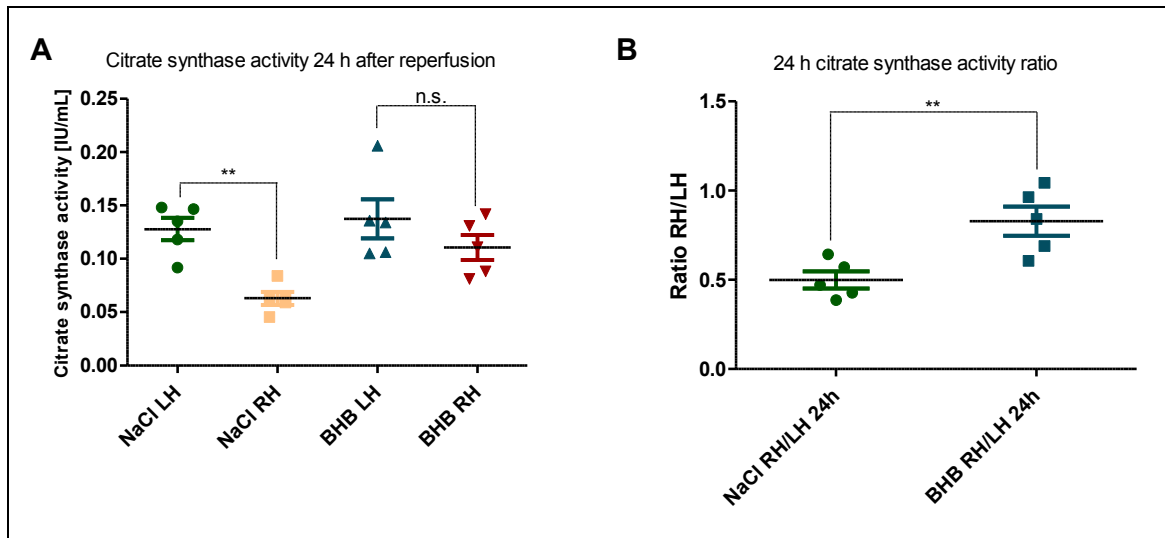 A
Citrate synthase activity 24 h after reperfusion
Citrate synthase activity [IU/mL]
0.25
0.20
0.15
0.10
0.05
0.00
**
n.s.
NaCl LH
NaCl RH
BHB LH
BHB RH
B
24 h citrate synthase activity ratio
Ratio RH/LH
1.5
1.0
0.5
0.0
**
NaCl RH/LH 24h
BHB RH/LH 24h